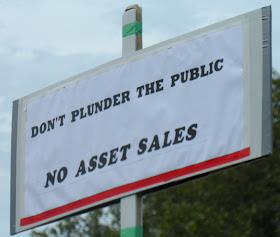 DON'T PLUNDER THE PUBLIC
NO ASSET SALES